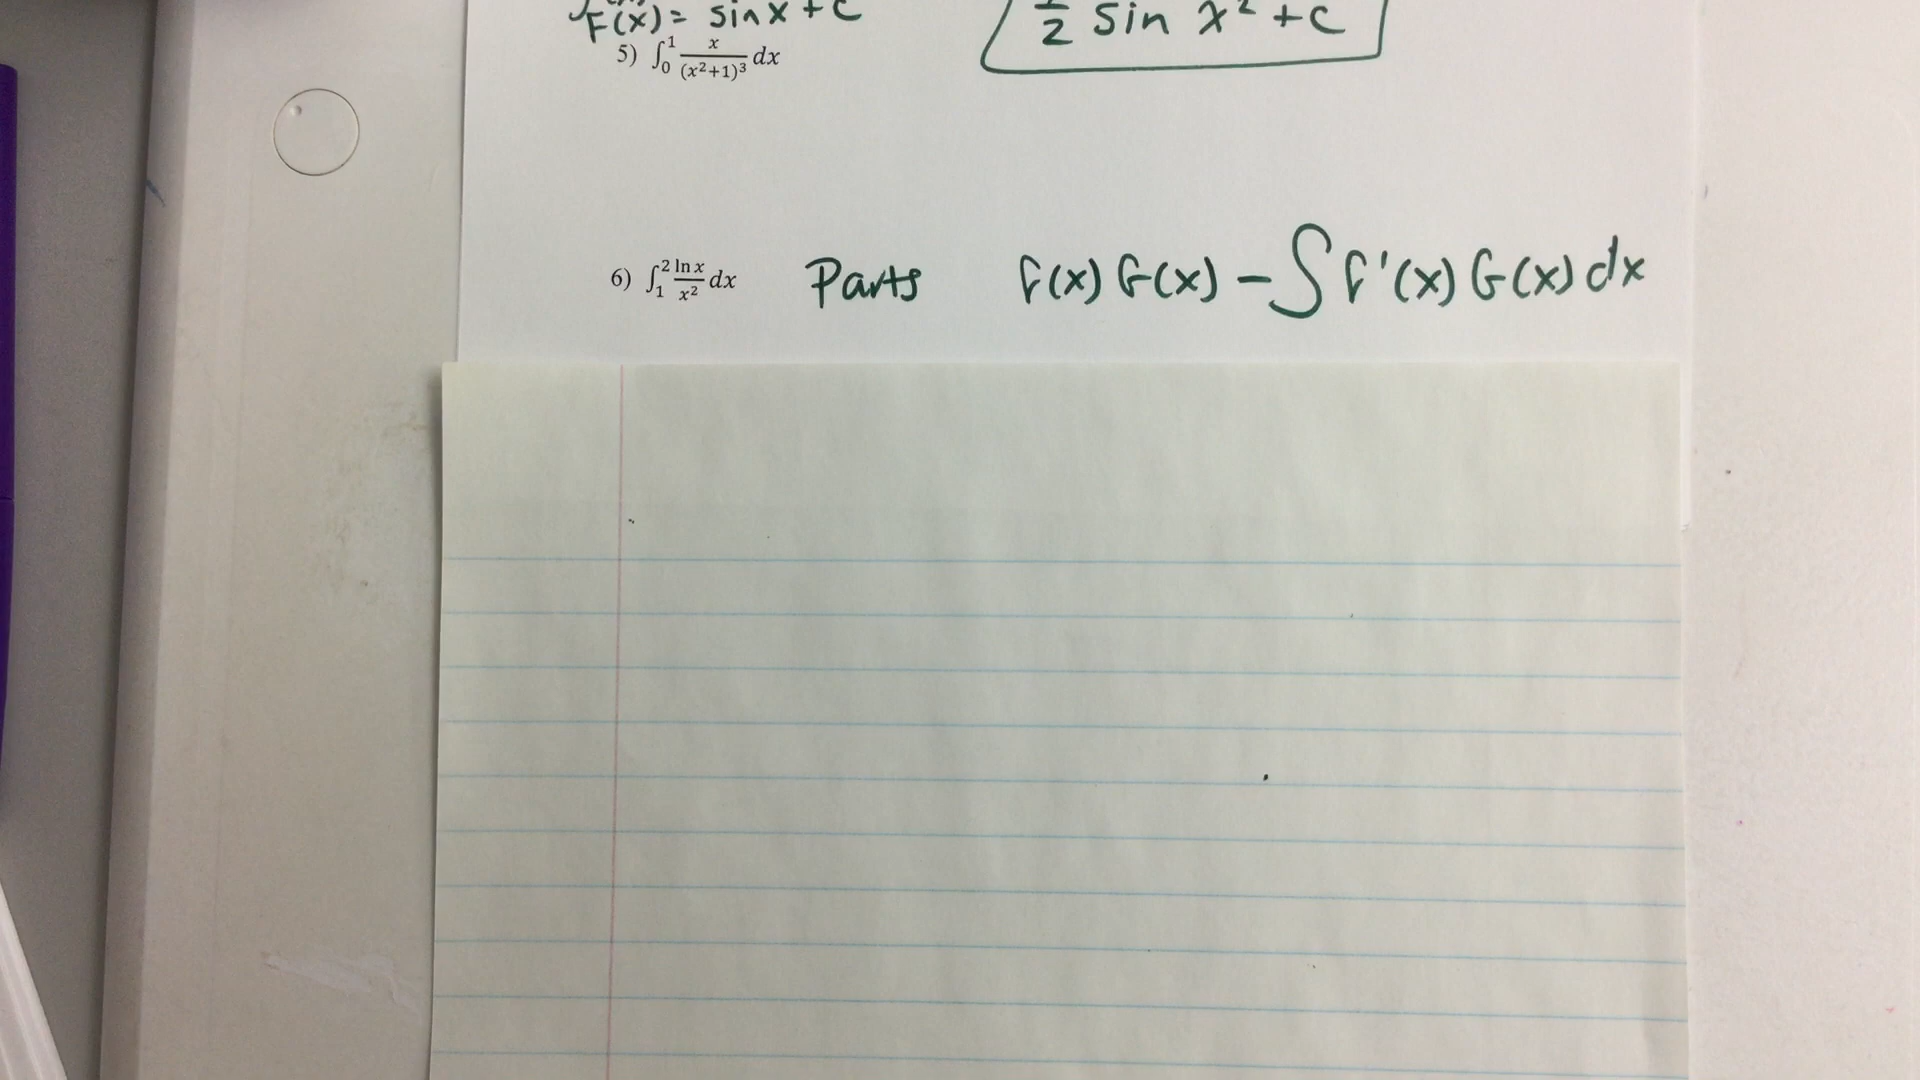 F(x) = sin x + C
1/2 sin x² + C
5) ∫₀¹ x/(x²+1)³ dx
6) ∫₁² ln x/x² dx Parts f(x) G(x) − ∫ f'(x) G(x) dx